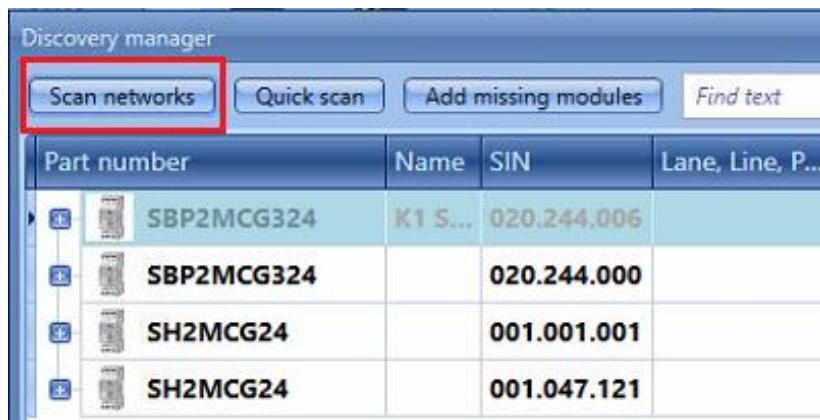 Discovery manager
Scan networks Quick scan Add missing modules Find text
Part number Name SIN Lane, Line, P...
SBP2MCG324 K1 S... 020.244.006
SBP2MCG324 020.244.000
SH2MCG24 001.001.001
SH2MCG24 001.047.121